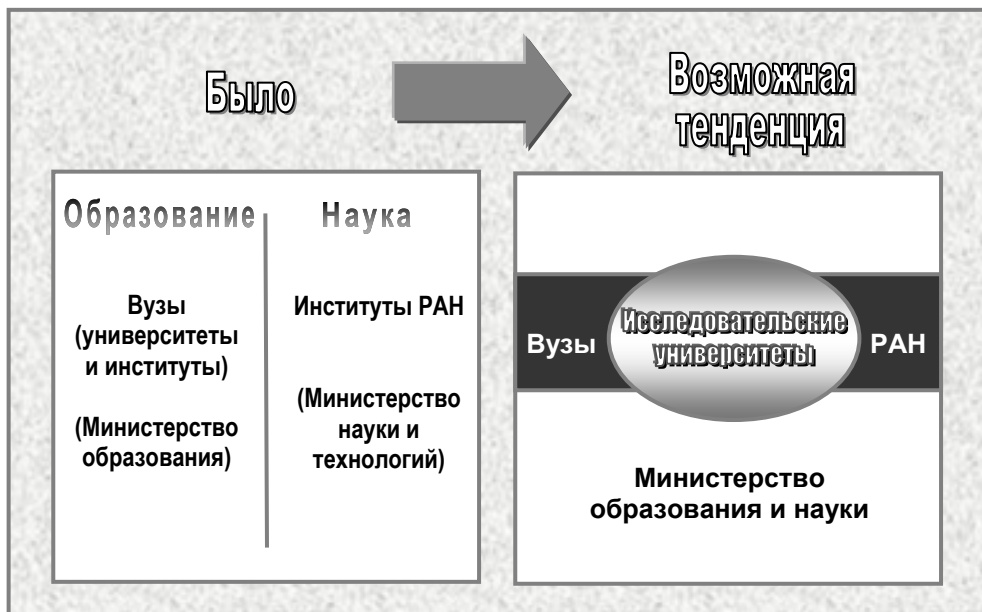 Было
Возможная
тенденция
Образование
Наука
Вузы
(университеты
и институты)
(Министерство
образования)
Институты РАН
(Министерство
науки и
технологий)
Вузы
Исследовательские
университеты
РАН
Министерство
образования и науки